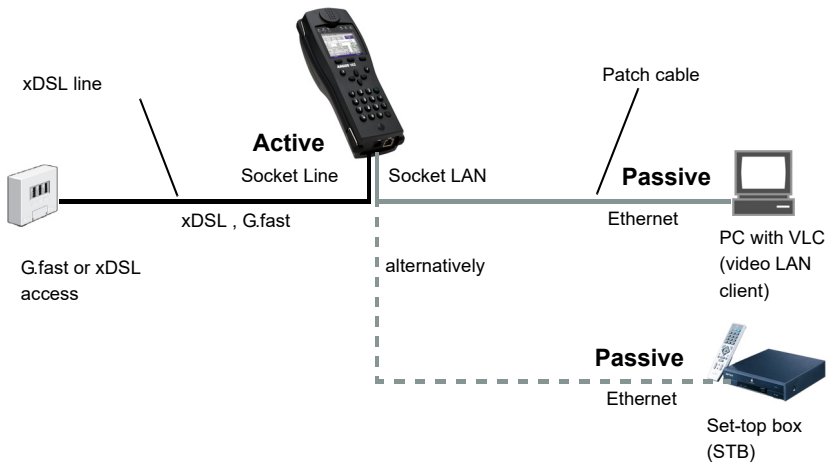 xDSL line
Patch cable
Active
Socket Line
Socket LAN
Passive
xDSL , G.fast
Ethernet
G.fast or xDSL
access
alternatively
PC with VLC
(video LAN
client)
Passive
Ethernet
Set-top box
(STB)